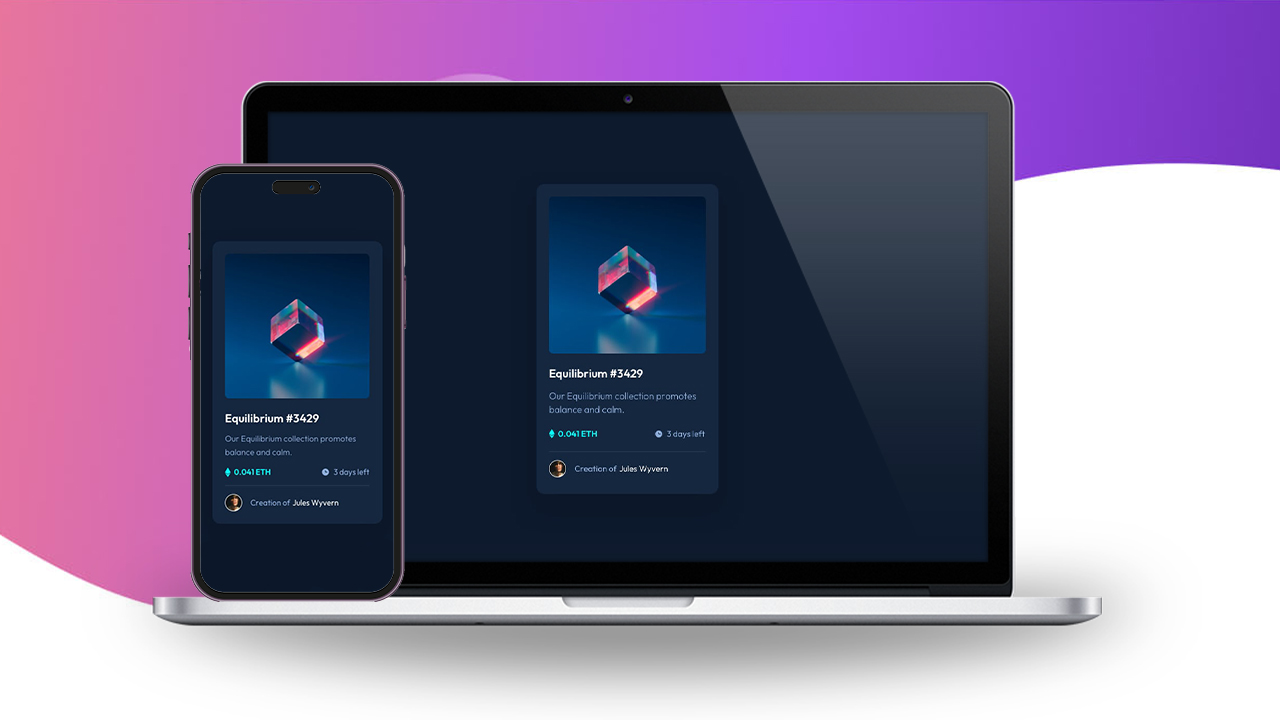 Equilibrium #3429
Our Equilibrium collection promotes
balance and calm.
0.041 ETH
3 days left
Creation of Jules Wyvern
Equilibrium #3429
Our Equilibrium collection promotes
balance and calm.
0.041 ETH
3 days left
Creation of Jules Wyvern